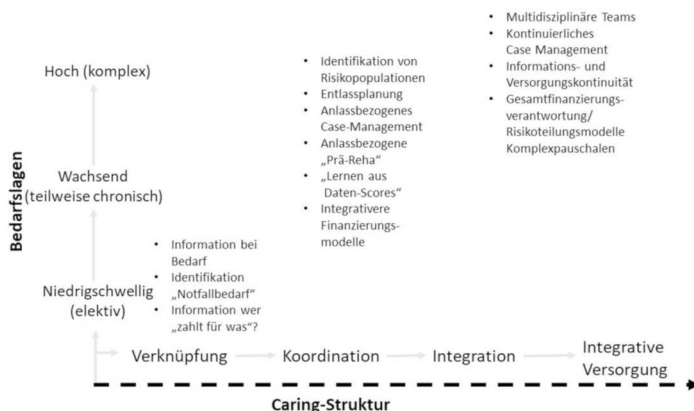 Bedarfslagen
Hoch (komplex)
Wachsend
(teilweise chronisch)
Niedrigschwellig
(elektiv)
• Information bei
Bedarf
• Identifikation
„Notfallbedarf“
• Information wer
„zahlt für was“?
• Identifikation von
Risikopopulationen
• Entlassplanung
• Anlassbezogenes
Case-Management
• Anlassbezogene
„Prä-Reha“
• „Lernen aus
Daten-Scores“
• Integrativere
Finanzierungs-
modelle
• Multidisziplinäre Teams
• Kontinuierliches
Case Management
• Informations- und
Versorgungskontinuität
• Gesamtfinanzierungs-
verantwortung/
Risikoteilungsmodelle
Komplexpauschalen
Verknüpfung
Koordination
Integration
Integrative
Versorgung
Caring-Struktur